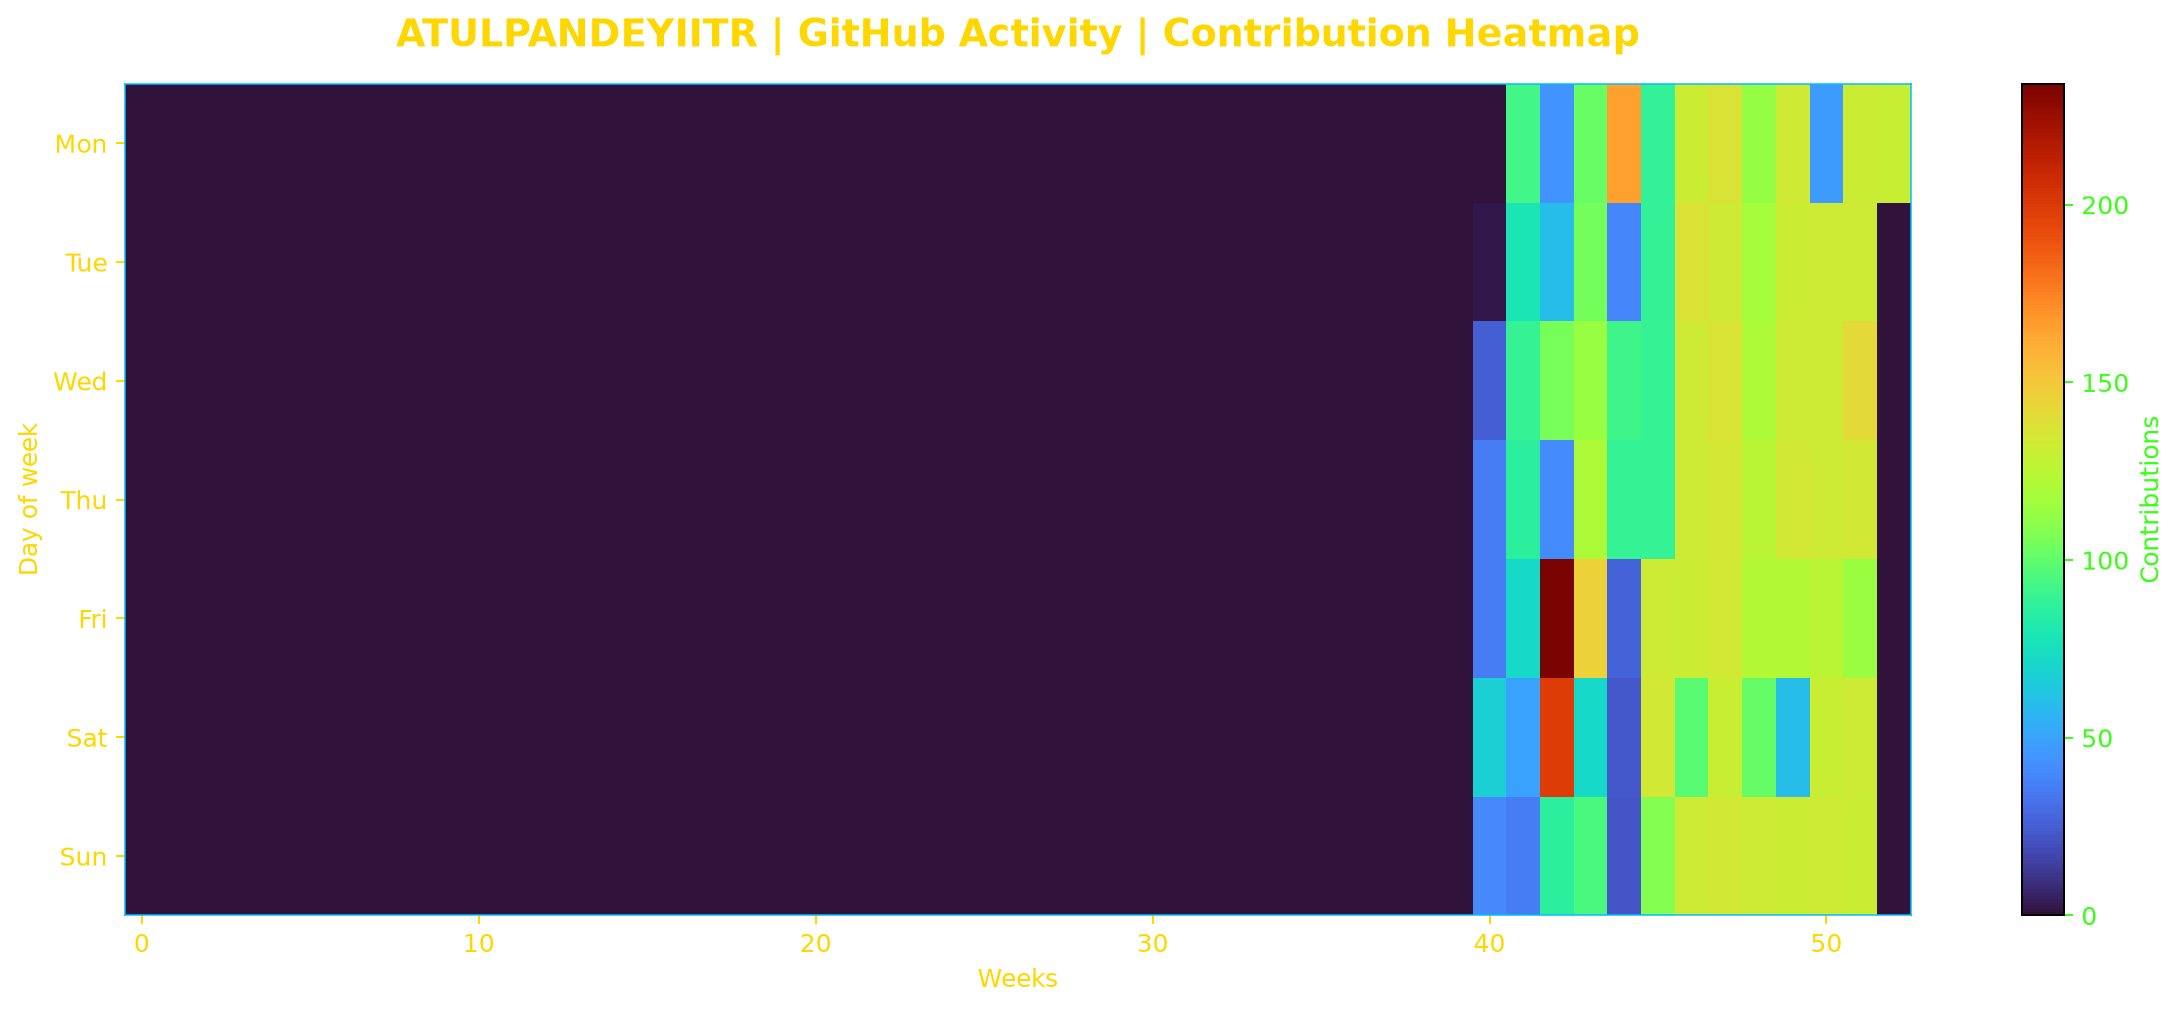 ATULPANDEYIITR | GitHub Activity | Contribution Heatmap
Day of week
Mon
Tue
Wed
Thu
Fri
Sat
Sun
0 10 20 30 40 50
Weeks
200
150
100
50
0
Contributions